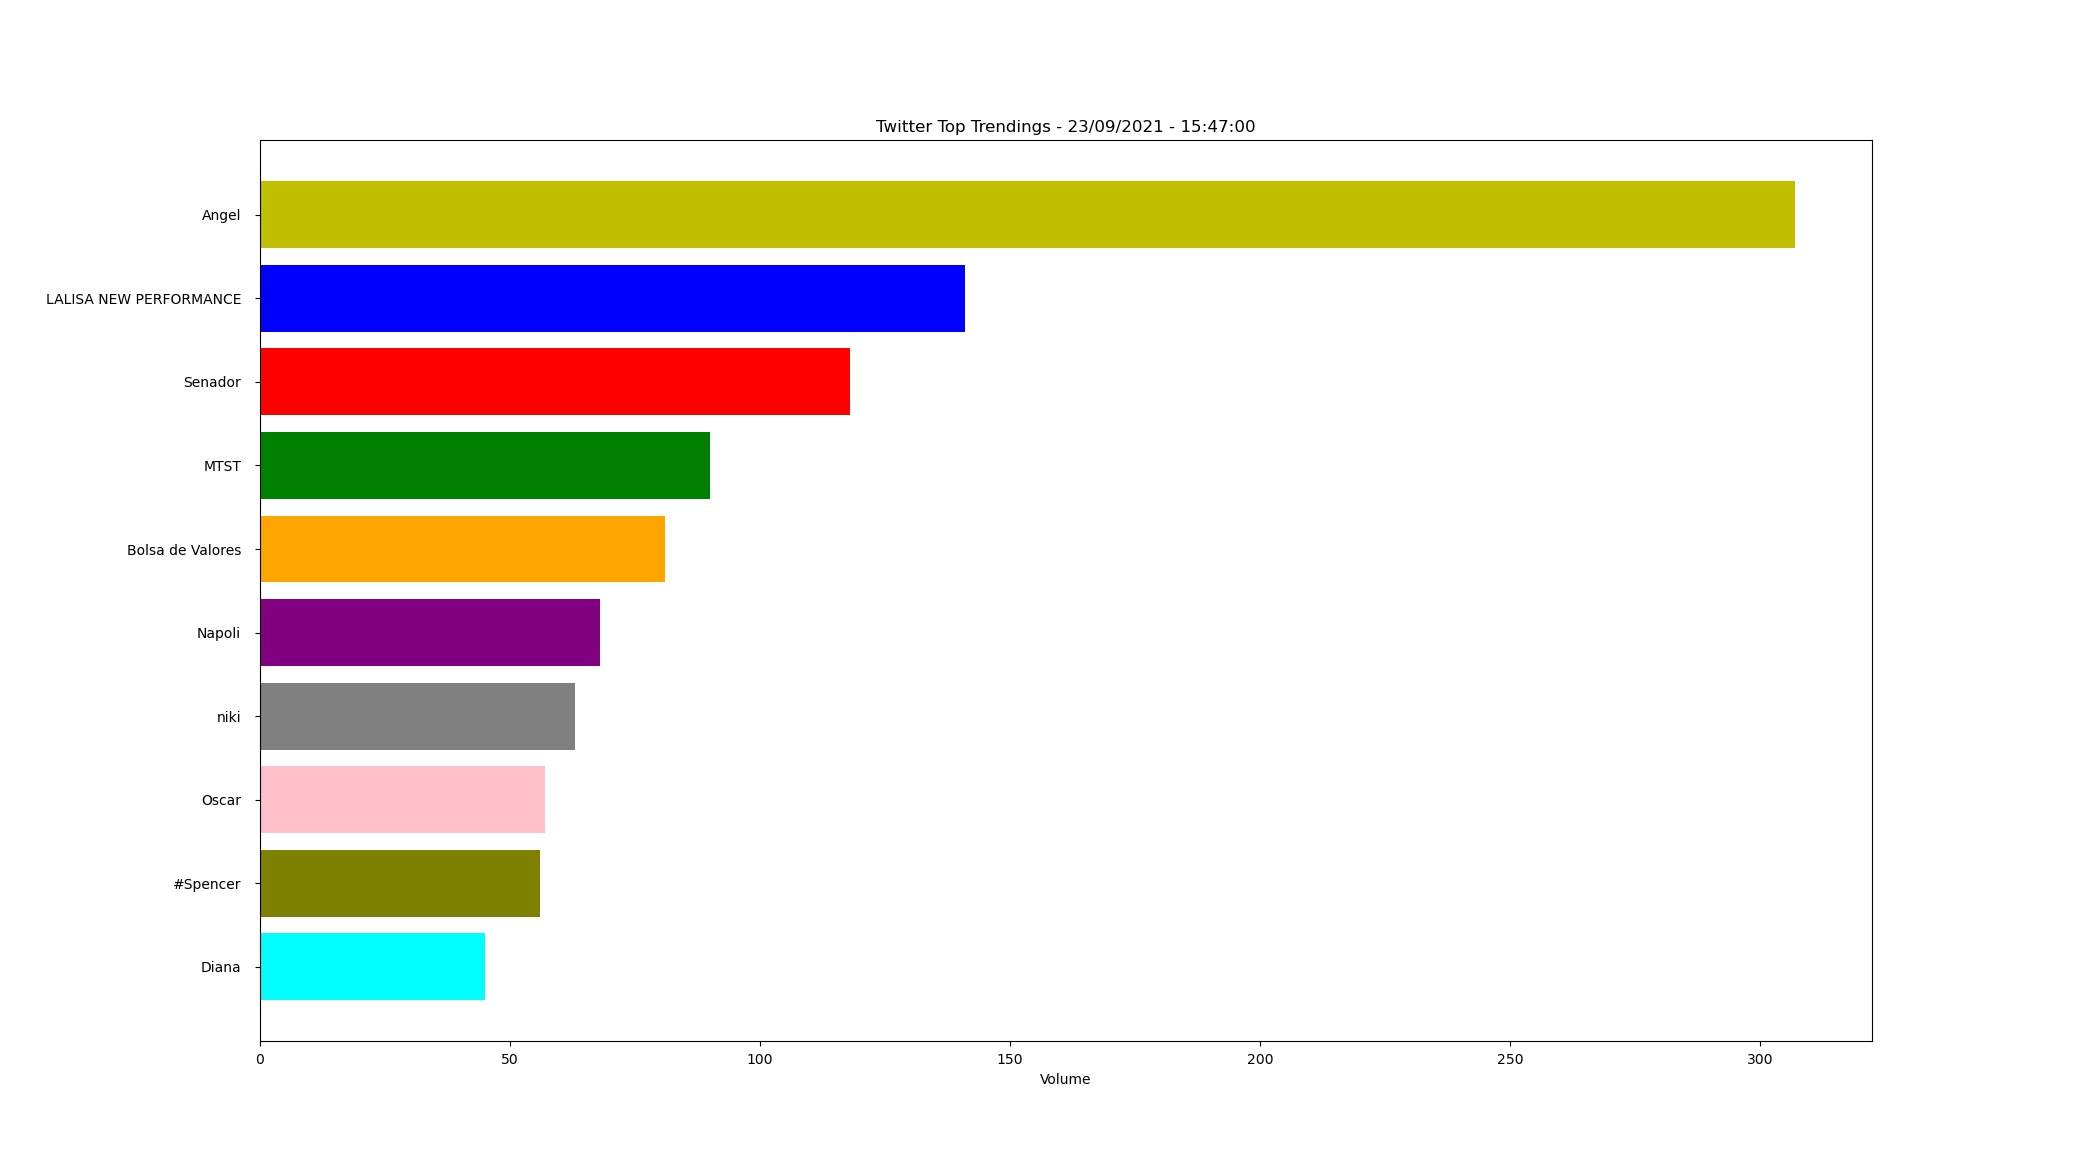 Twitter Top Trendings - 23/09/2021 - 15:47:00
Angel
LALISA NEW PERFORMANCE
Senador
MTST
Bolsa de Valores
Napoli
niki
Oscar
#Spencer
Diana
0 50 100 150 200 250 300
Volume